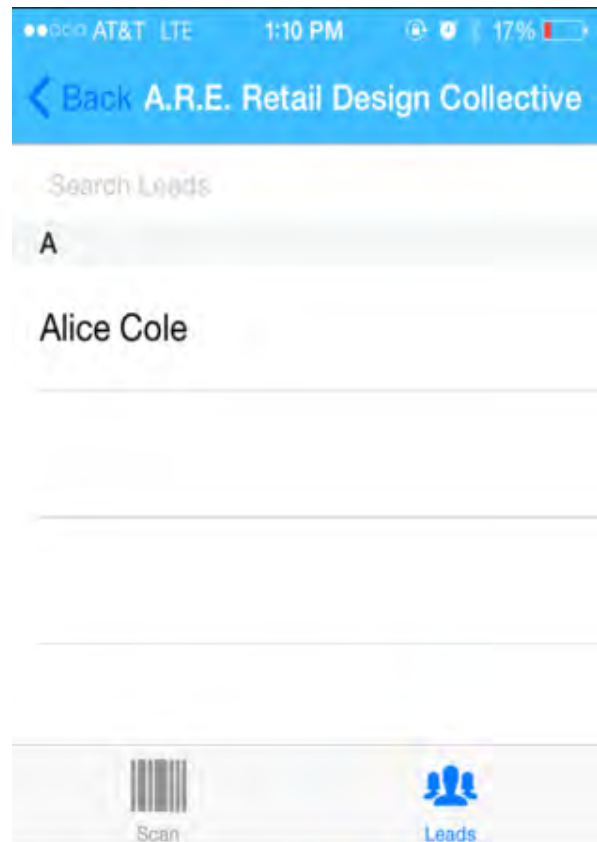 AT&T LTE 1:10 PM 17%
Back A.R.E. Retail Design Collective
Search Leads
A
Alice Cole
Scan Leads